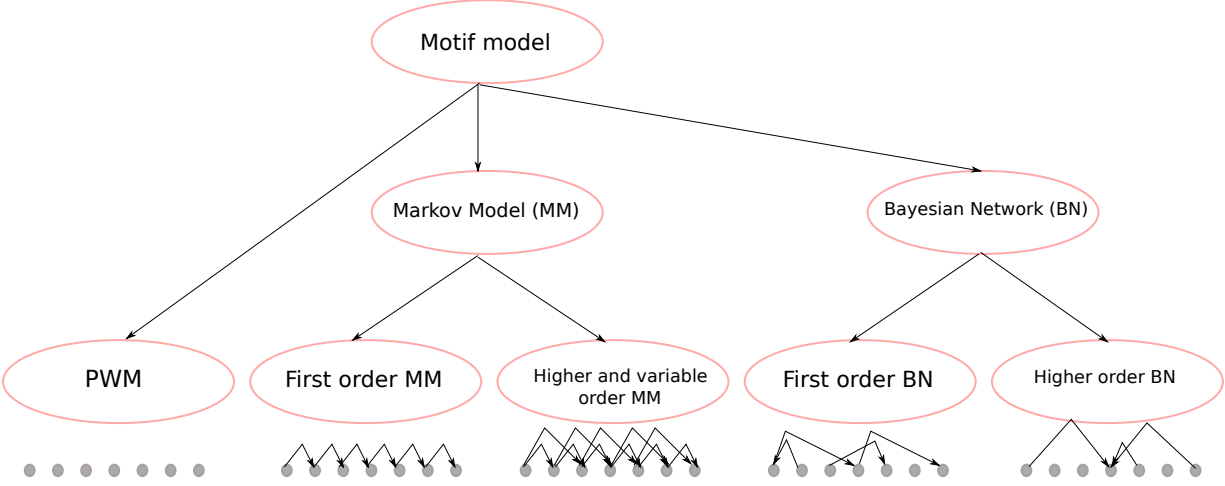 Motif model
Markov Model (MM)
Bayesian Network (BN)
PWM
First order MM
Higher and variable
order MM
First order BN
Higher order BN